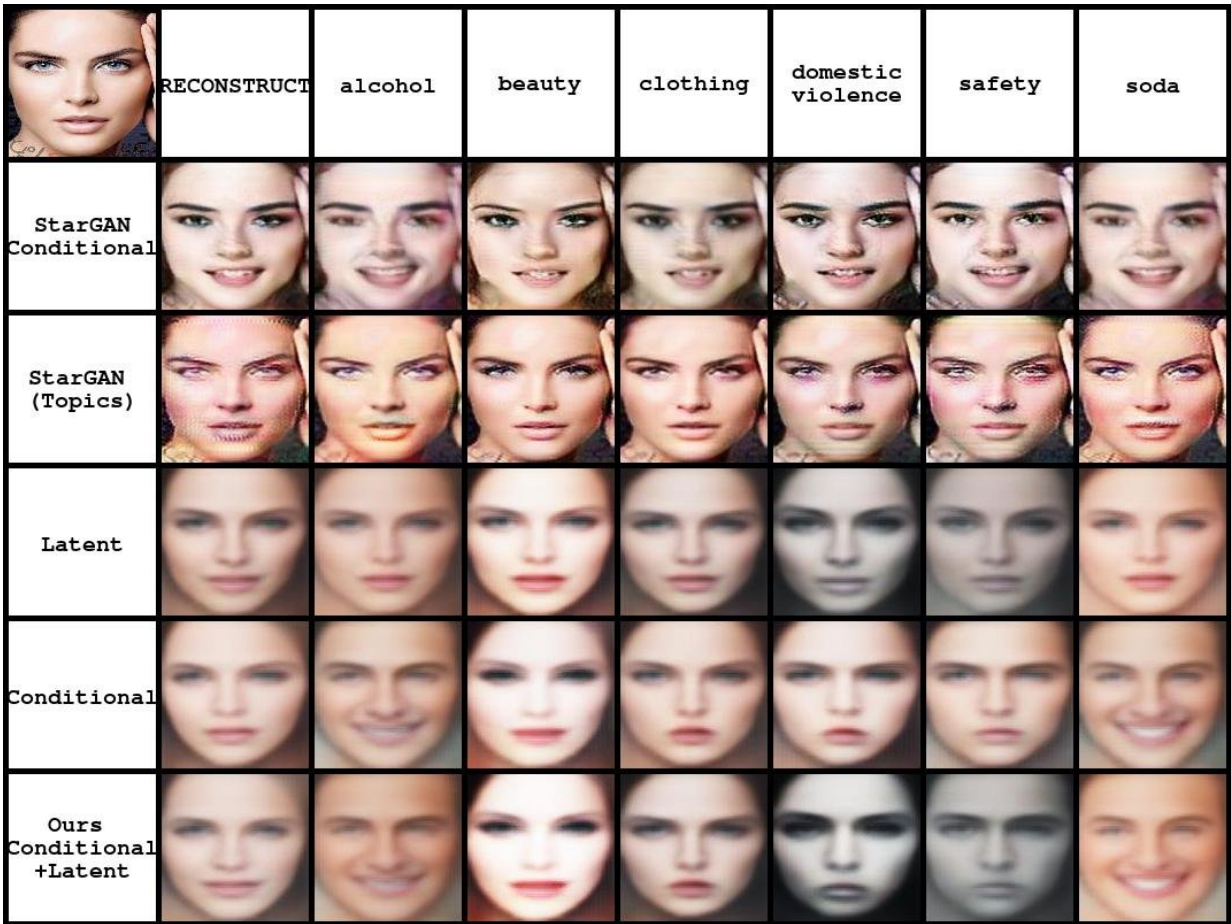 RECONSTRUCT
alcohol
beauty
clothing
domestic
violence
safety
soda
StarGAN
Conditional
StarGAN
(Topics)
Latent
Conditional
Ours
Conditional
+Latent